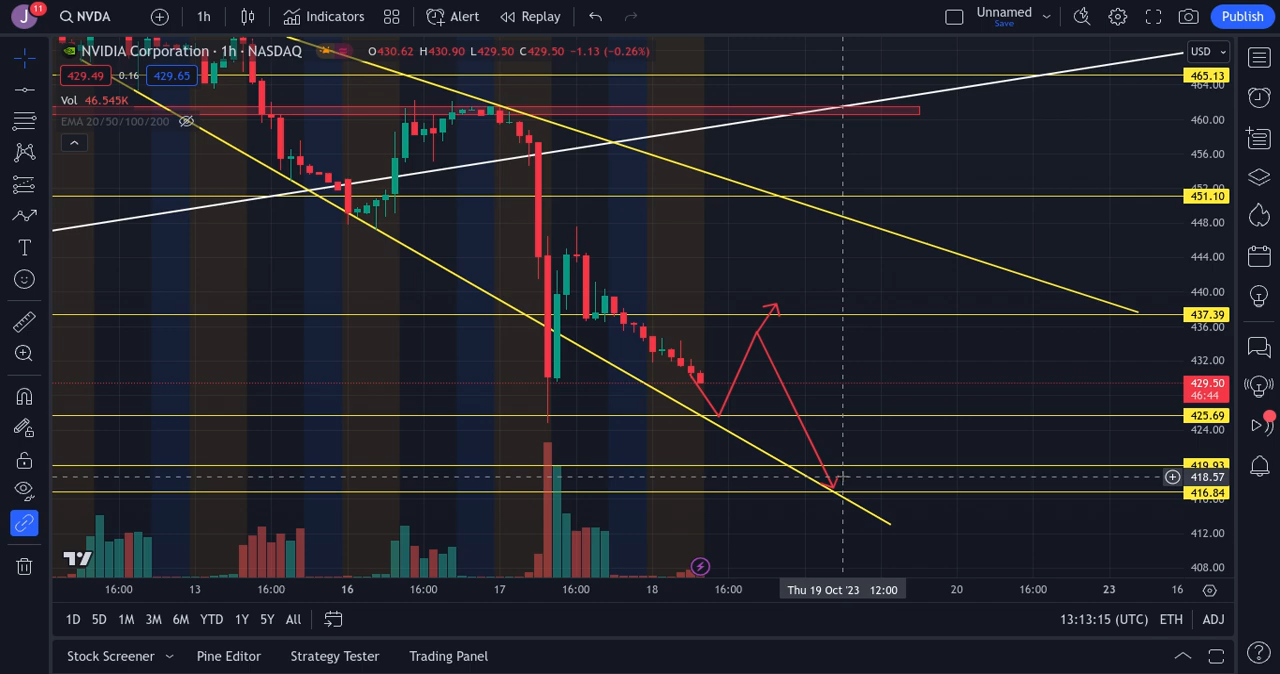 J 11 NVDA 1h Indicators Alert Replay Unnamed Save Publish
NVIDIA Corporation · 1h · NASDAQ O430.62 H430.90 L429.50 C429.50 −1.13 (−0.26%) USD
429.49 0.16 429.65
Vol 46.545K
EMA 20/50/100/200
465.13
464.00
460.00
456.00
452.00
451.10
448.00
444.00
440.00
437.39
436.00
432.00
429.50
46:44
425.69
424.00
419.93
418.57
416.84
416.00
412.00
408.00
16:00 13 16:00 16 16:00 17 16:00 18 16:00 Thu 19 Oct '23 12:00 20 16:00 23 16
1D 5D 1M 3M 6M YTD 1Y 5Y All 13:13:15 (UTC) ETH ADJ
Stock Screener Pine Editor Strategy Tester Trading Panel